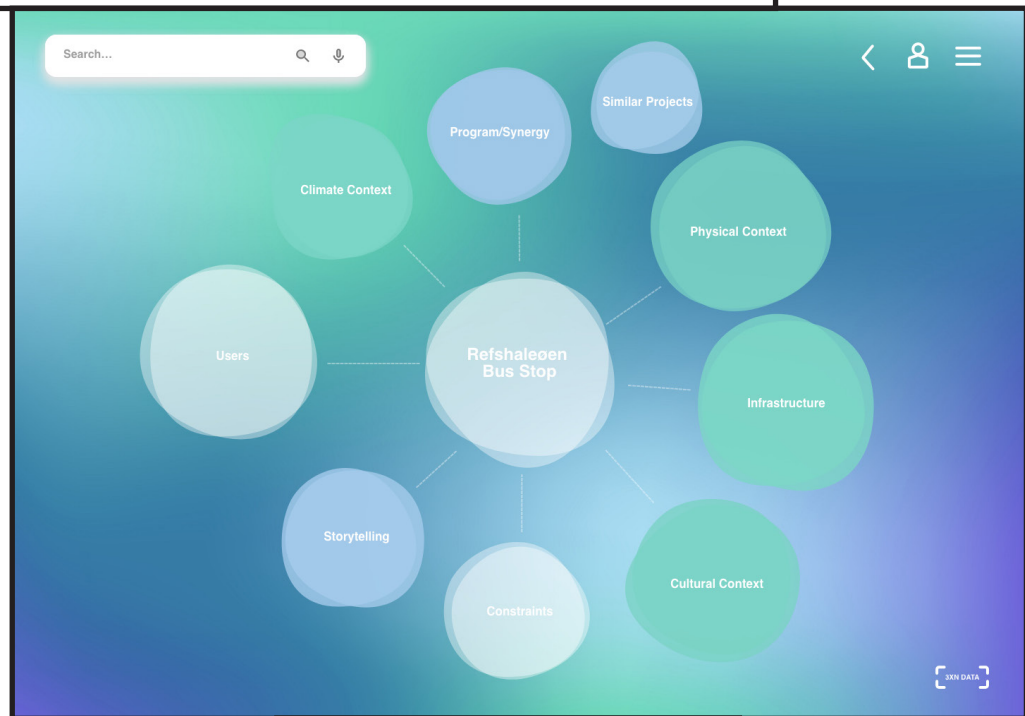 Search...
Similar Projects
Program/Synergy
Climate Context
Physical Context
Users
Refshaleøen
Bus Stop
Infrastructure
Storytelling
Cultural Context
Constraints
3XN DATA